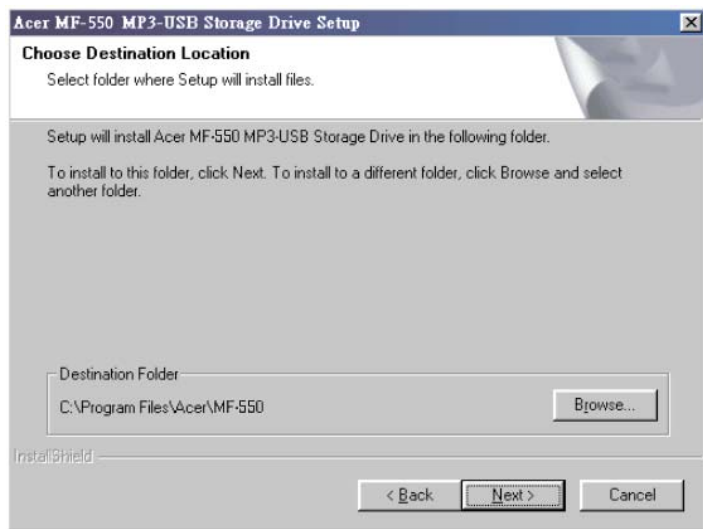 Acer MF-550 MP3-USB Storage Drive Setup
Choose Destination Location
Select folder where Setup will install files.
Setup will install Acer MF-550 MP3-USB Storage Drive in the following folder.
To install to this folder, click Next. To install to a different folder, click Browse and select
another folder.
Destination Folder
C:\Program Files\Acer\MF-550
Browse...
InstallShield
< Back
Next >
Cancel